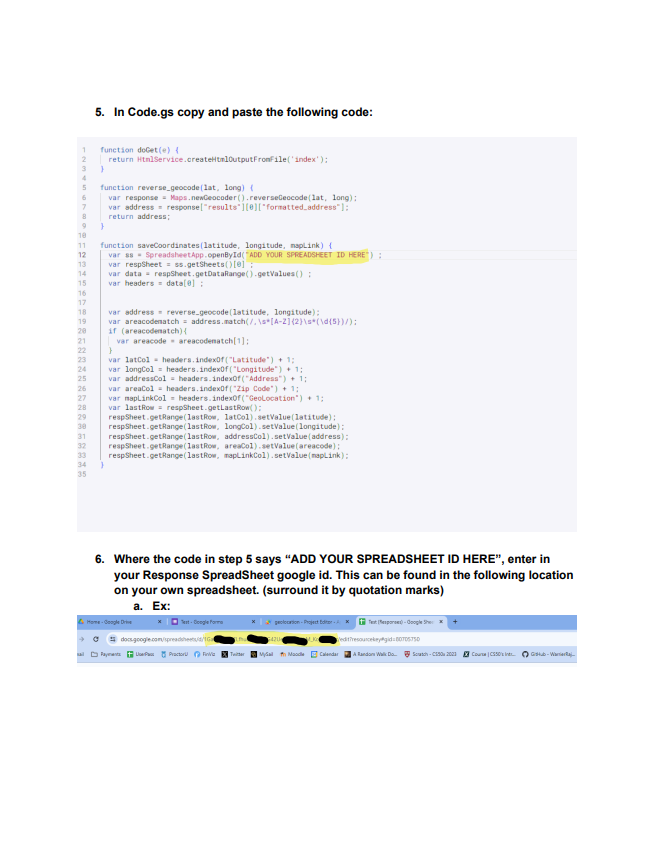 5. In Code.gs copy and paste the following code:
1 function doGet(e) {
2 return HtmlService.createHtmlOutputFromFile('index');
3 }
4
5 function reverse_geocode(lat, long) {
6 var response = Maps.newGeocoder().reverseGeocode(lat, long);
7 var address = response["results"][0]["formatted_address"];
8 return address;
9 }
10
11 function saveCoordinates(latitude, longitude, mapLink) {
12 var ss = SpreadsheetApp.openById("ADD YOUR SPREADSHEET ID HERE") ;
13 var respSheet = ss.getSheets()[0] ;
14 var data = respSheet.getDataRange().getValues() ;
15 var headers = data[0] ;
16
17
18 var address = reverse_geocode(latitude, longitude);
19 var areacodematch = address.match(/,\s*[A-Z]{2}\s*(\d{5})/);
20 if (areacodematch){
21 var areacode = areacodematch[1];
22 }
23 var latCol = headers.indexOf("Latitude") + 1;
24 var longCol = headers.indexOf("Longitude") + 1;
25 var addressCol = headers.indexOf("Address") + 1;
26 var areaCol = headers.indexOf("Zip Code") + 1;
27 var mapLinkCol = headers.indexOf("GeoLocation") + 1;
28 var lastRow = respSheet.getLastRow();
29 respSheet.getRange(lastRow, latCol).setValue(latitude);
30 respSheet.getRange(lastRow, longCol).setValue(longitude);
31 respSheet.getRange(lastRow, addressCol).setValue(address);
32 respSheet.getRange(lastRow, areaCol).setValue(areacode);
33 respSheet.getRange(lastRow, mapLinkCol).setValue(mapLink);
34 }
35
6. Where the code in step 5 says “ADD YOUR SPREADSHEET ID HERE”, enter in
your Response SpreadSheet google id. This can be found in the following location
on your own spreadsheet. (surround it by quotation marks)
a. Ex:
Home - Google Drive Test - Google Forms geolocation - Project Editor - Test (Responses) - Google She
docs.google.com/spreadsheets/d/ /edit?resourcekey#gid=
Payments UserPass ProctorU FinViz Twitter MySail Moodle Calendar A Random Walk Do... Scratch - CS50x 2023 Course | CS50's Intr... GitHub -